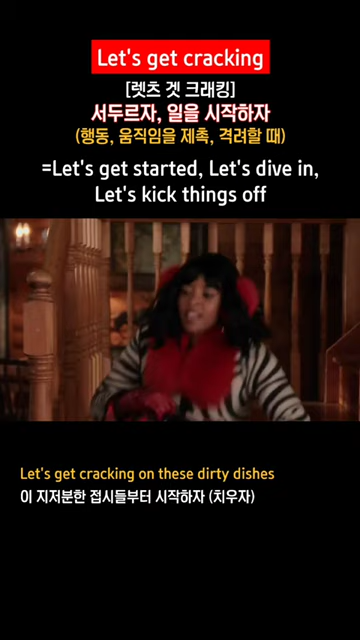 Let's get cracking
[렛츠 겟 크래킹]
서두르자, 일을 시작하자
(행동, 움직임을 재촉, 격려할 때)
=Let's get started, Let's dive in,
Let's kick things off
Let's get cracking on these dirty dishes
이 지저분한 접시들부터 시작하자 (치우자)